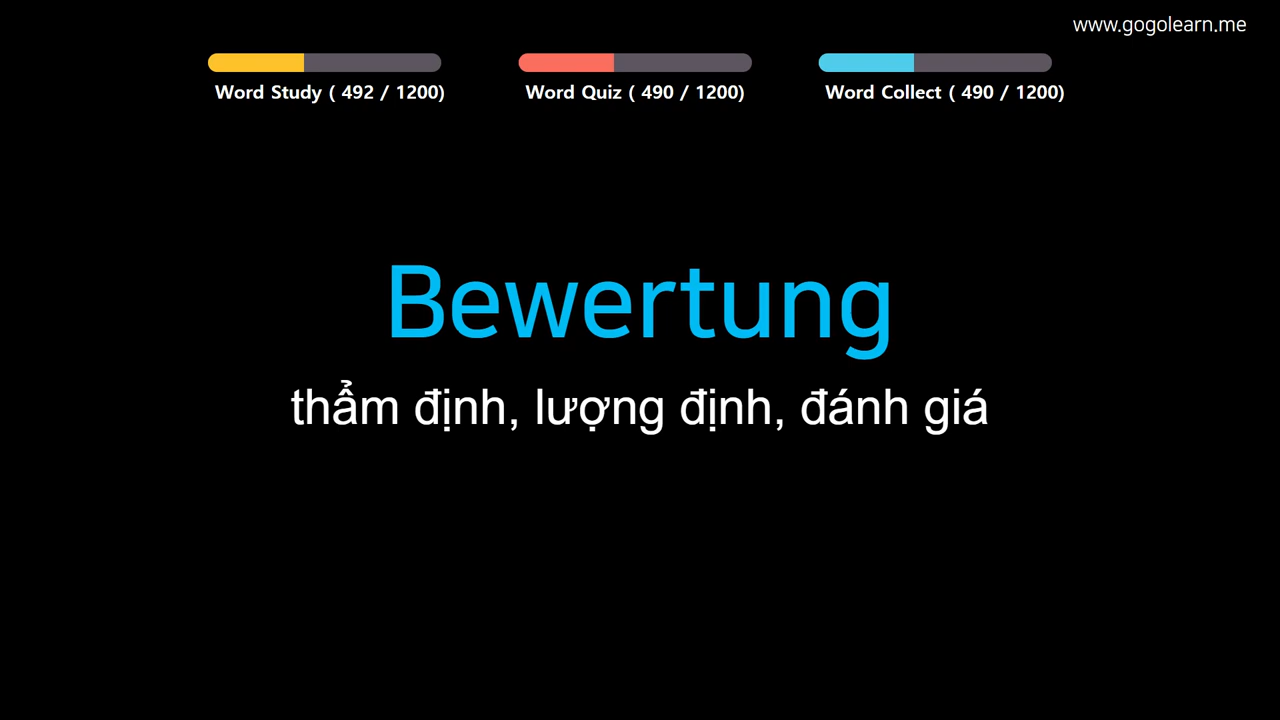 www.gogolearn.me
Word Study ( 492 / 1200)
Word Quiz ( 490 / 1200)
Word Collect ( 490 / 1200)
Bewertung
thẩm định, lượng định, đánh giá